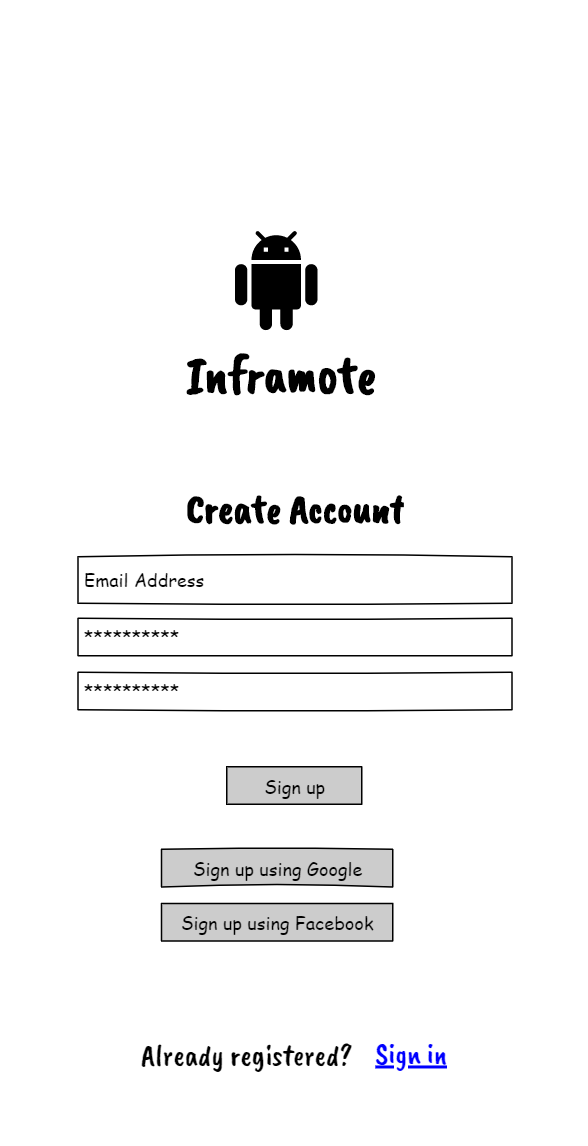 Inframote
Create Account
Email Address
**********
**********
Sign up
Sign up using Google
Sign up using Facebook
Already registered? Sign in